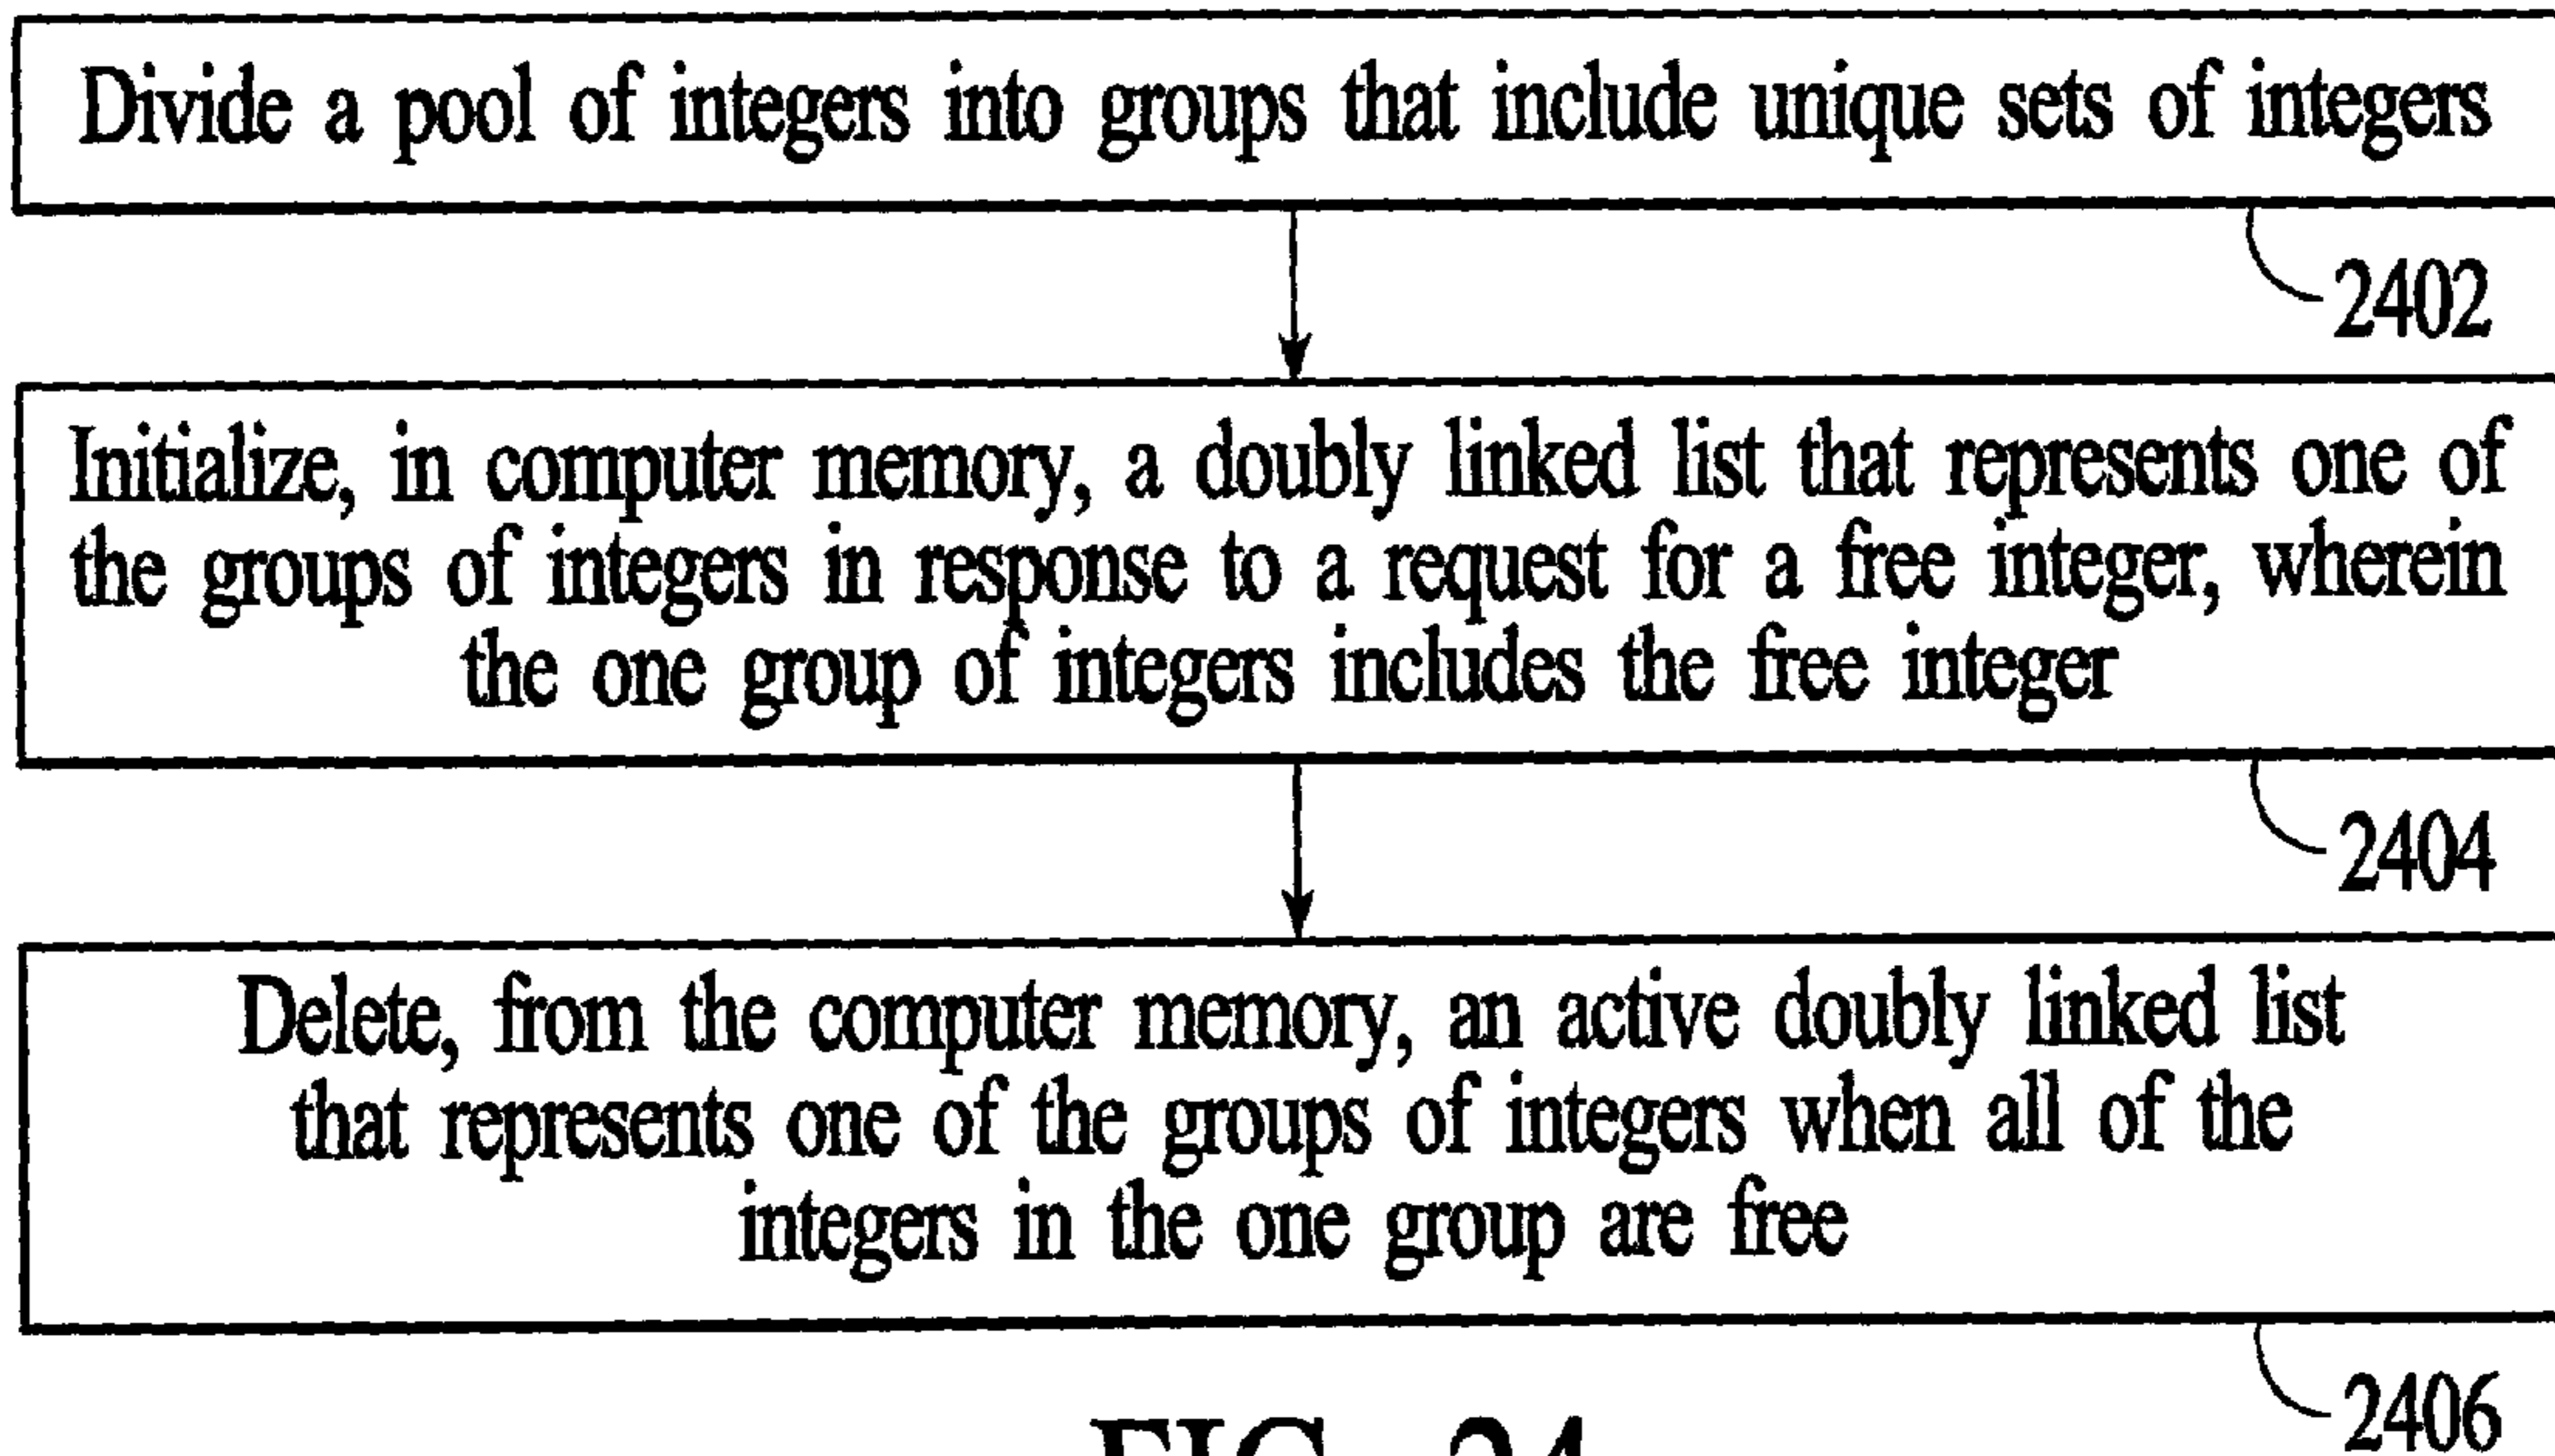 Divide a pool of integers into groups that include unique sets of integers
2402
Initialize, in computer memory, a doubly linked list that represents one of
the groups of integers in response to a request for a free integer, wherein
the one group of integers includes the free integer
2404
Delete, from the computer memory, an active doubly linked list
that represents one of the groups of integers when all of the
integers in the one group are free
2406
FIG. 24